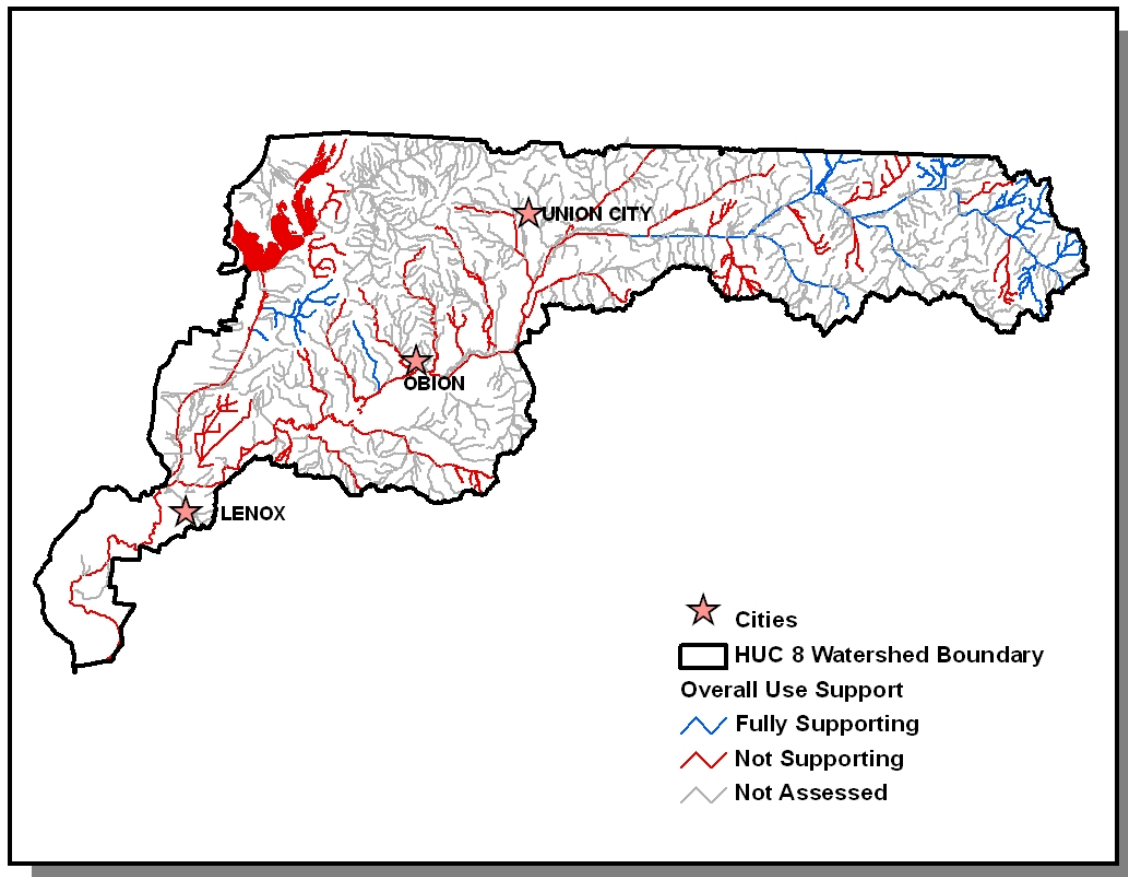 UNION CITY
OBION
LENOX
Cities
HUC 8 Watershed Boundary
Overall Use Support
Fully Supporting
Not Supporting
Not Assessed